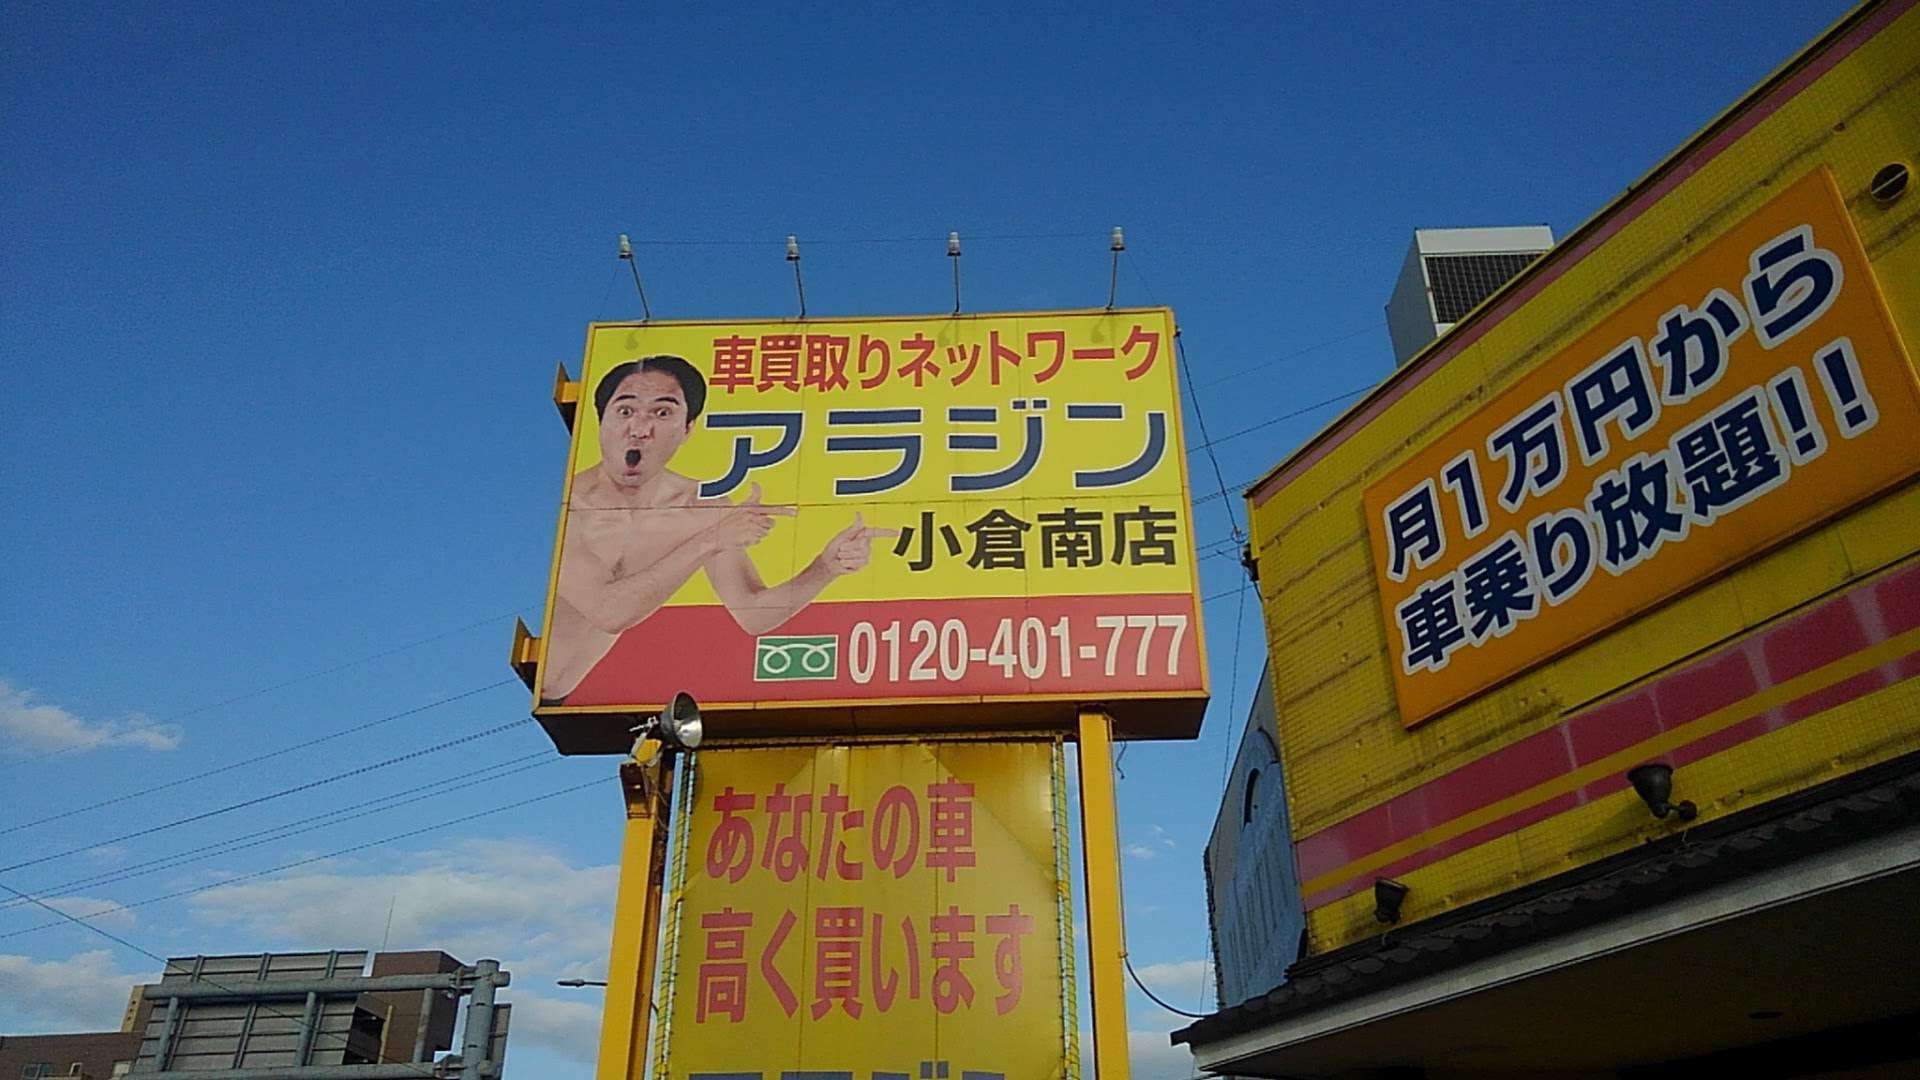 車買取りネットワーク
アラジン
小倉南店
0120-401-777
あなたの車
高く買います
月1万円から
車乗り放題!!